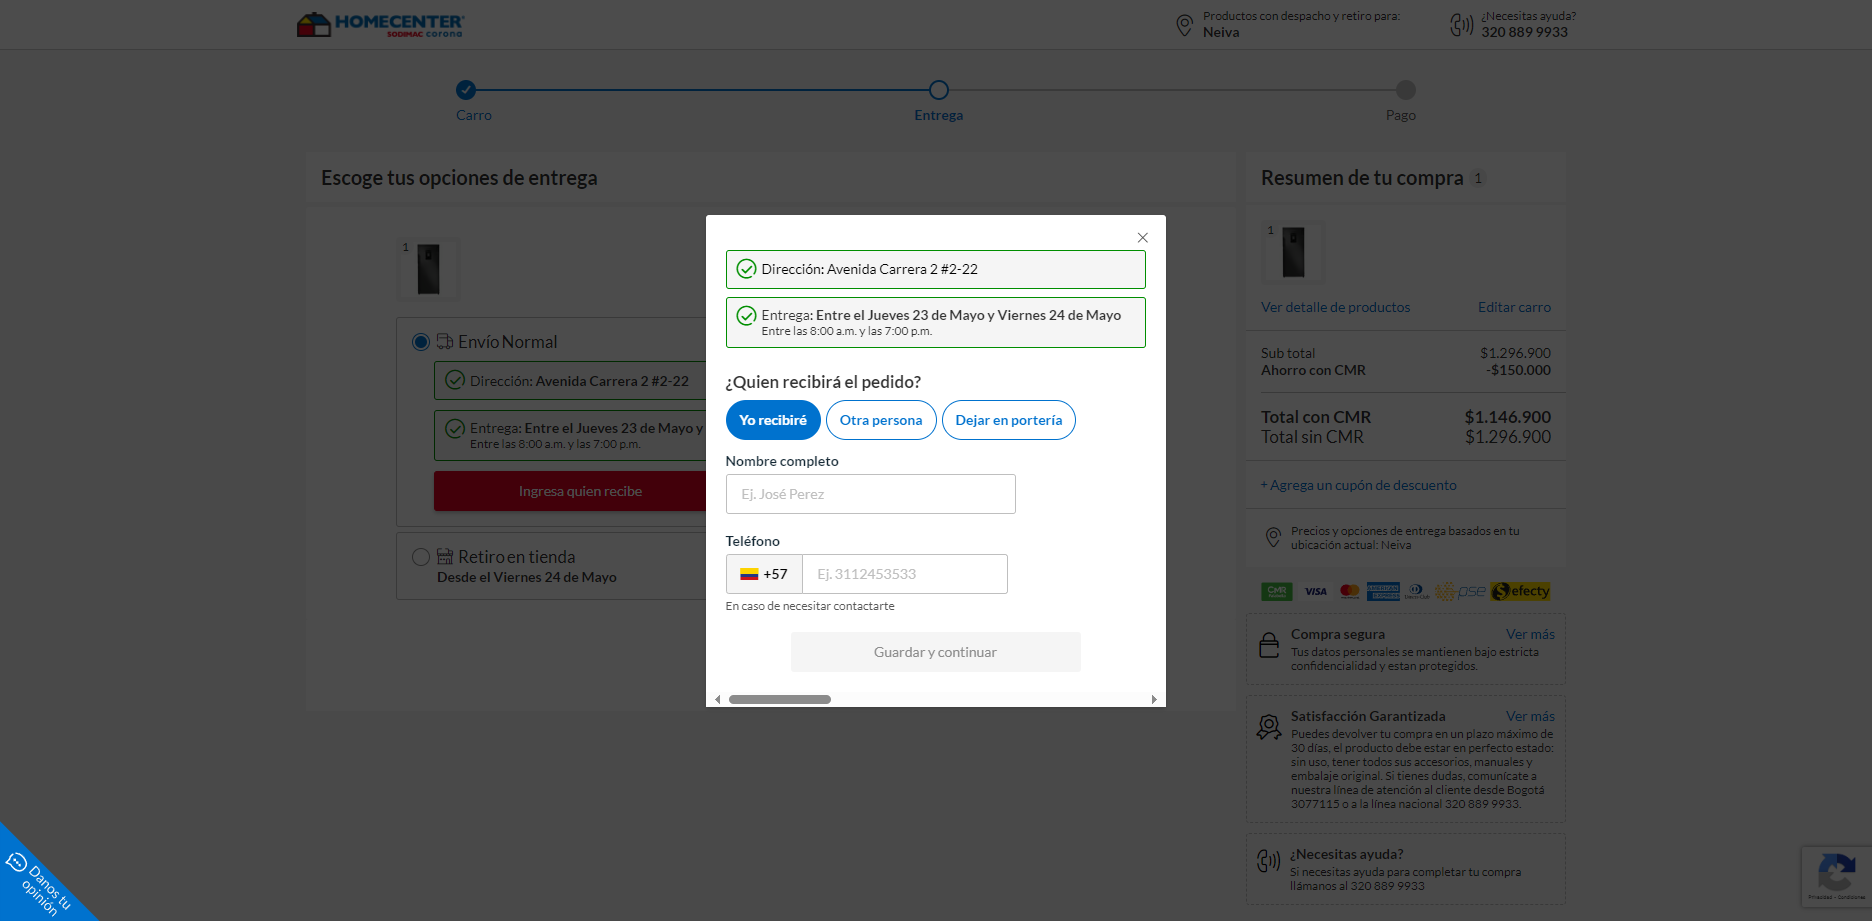 HOMECENTER
SODIMAC corona
Productos con despacho y retiro para:
Neiva
¿Necesitas ayuda?
320 889 9933
Carro
Entrega
Pago
Escoge tus opciones de entrega
1
Envío Normal
Dirección: Avenida Carrera 2 #2-22
Entrega: Entre el Jueves 23 de Mayo y
Entre las 8:00 a.m. y las 7:00 p.m.
Ingresa quien recibe
Retiro en tienda
Desde el Viernes 24 de Mayo
Dirección: Avenida Carrera 2 #2-22
Entrega: Entre el Jueves 23 de Mayo y Viernes 24 de Mayo
Entre las 8:00 a.m. y las 7:00 p.m.
¿Quien recibirá el pedido?
Yo recibiré
Otra persona
Dejar en portería
Nombre completo
Ej. José Perez
Teléfono
+57
Ej. 3112453533
En caso de necesitar contactarte
Guardar y continuar
Resumen de tu compra 1
1
Ver detalle de productos
Editar carro
Sub total $1.296.900
Ahorro con CMR -$150.000
Total con CMR $1.146.900
Total sin CMR $1.296.900
+ Agrega un cupón de descuento
Precios y opciones de entrega basados en tu
ubicación actual: Neiva
CMR
VISA
pse
efecty
Compra segura
Ver más
Tus datos personales se mantienen bajo estricta
confidencialidad y estan protegidos.
Satisfacción Garantizada
Ver más
Puedes devolver tu compra en un plazo máximo de
30 días, el producto debe estar en perfecto estado:
sin uso, tener todos sus accesorios, manuales y
embalaje original. Si tienes dudas, comunícate a
nuestra línea de atención al cliente desde Bogotá
3077115 o a la línea nacional 320 889 9933.
¿Necesitas ayuda?
Si necesitas ayuda para completar tu compra
llámanos al 320 889 9933
Danos tu
opinión
Privacidad - Condiciones